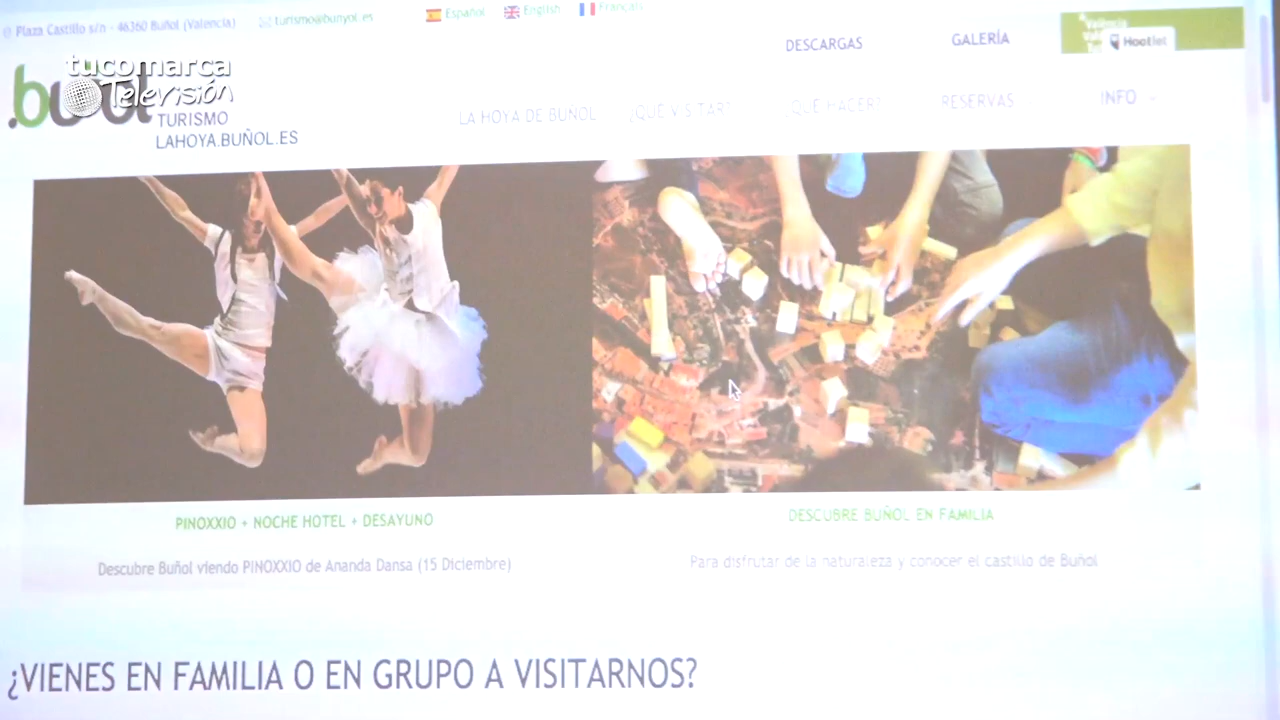 Plaza Castillo s/n - 46360 Buñol (Valencia)
turismo@bunyol.es
Español
English
Français
DESCARGAS
GALERÍA
Hootlet
tucomarca
Televisión
.buñol
TURISMO
LAHOYA.BUÑOL.ES
LA HOYA DE BUÑOL
¿QUÉ VISITAR?
¿QUÉ HACER?
RESERVAS
INFO
PINOXXIO + NOCHE HOTEL + DESAYUNO
DESCUBRE BUÑOL EN FAMILIA
Descubre Buñol viendo PINOXXIO de Ananda Dansa (15 Diciembre)
Para disfrutar de la naturaleza y conocer el castillo de Buñol
¿VIENES EN FAMILIA O EN GRUPO A VISITARNOS?